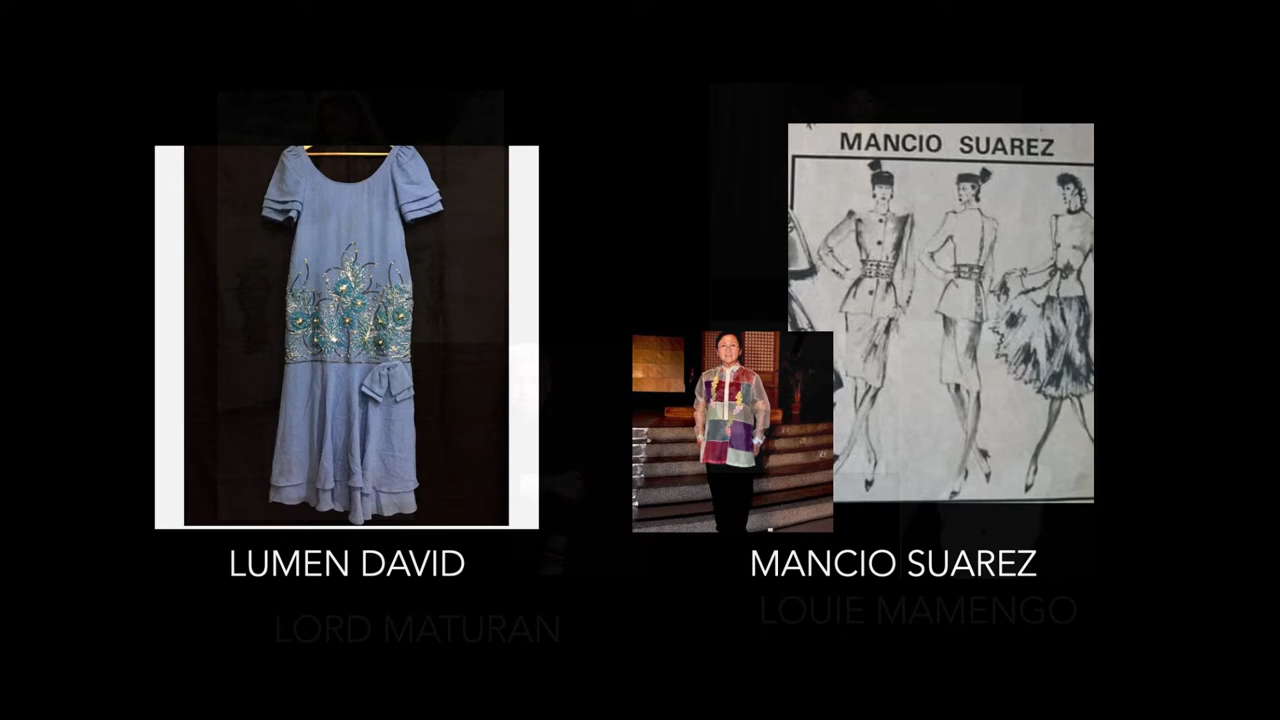 MANCIO SUAREZ
LUMEN DAVID
MANCIO SUAREZ
LORD MATURAN
LOUIE MAMENGO